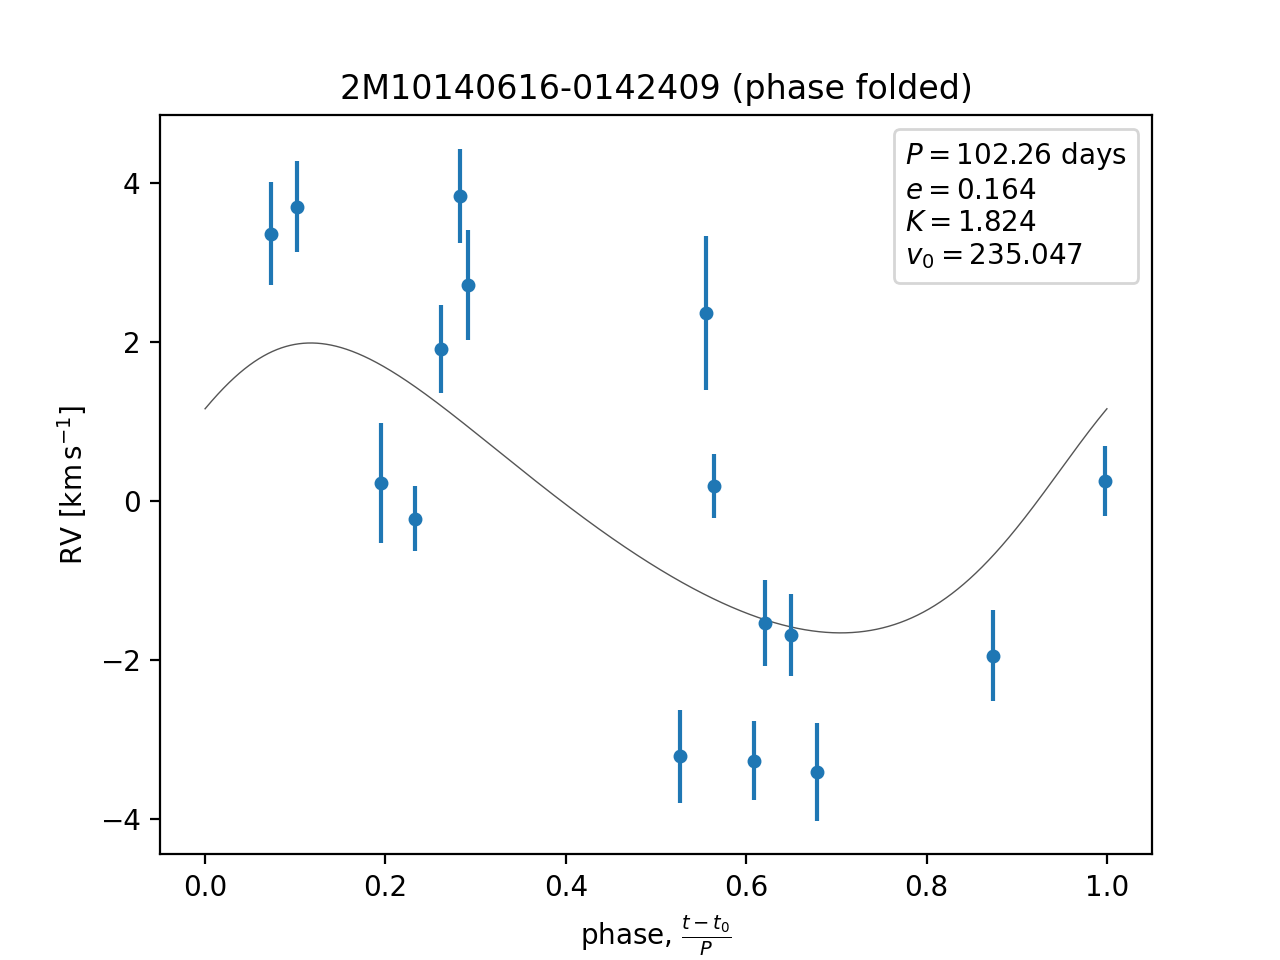 2M10140616-0142409 (phase folded)
P = 102.26 days
e = 0.164
K = 1.824
v₀ = 235.047
4
2
0
−2
−4
RV [km s⁻¹]
0.0 0.2 0.4 0.6 0.8 1.0
phase, (t − t₀)/P